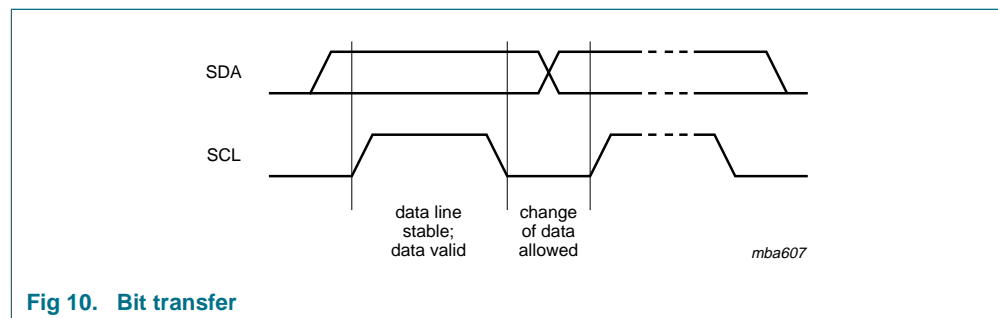 SDA
SCL
data line
stable;
data valid
change
of data
allowed
mba607
Fig 10. Bit transfer